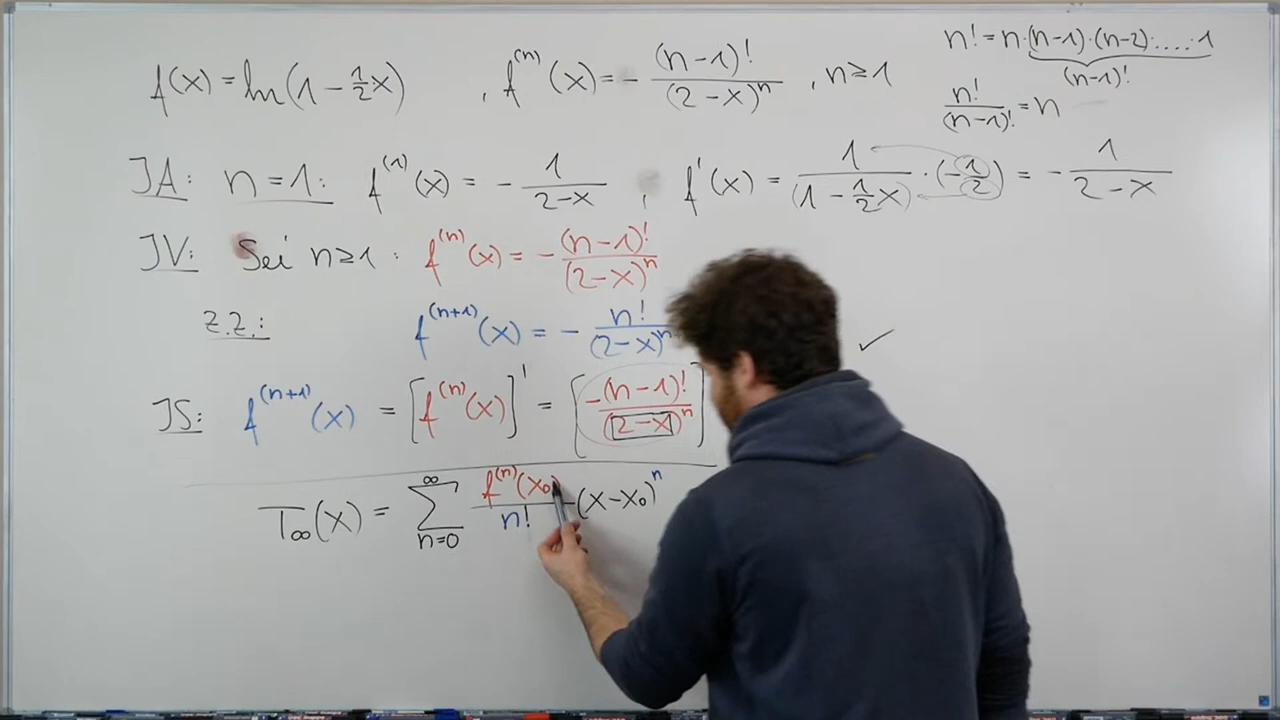 f(x) = ln(1 - 1/2 x) , f^(n)(x) = - (n-1)!/(2-x)^n , n ≥ 1
n! = n·(n-1)·(n-2)·....·1
(n-1)!
n!/(n-1)! = n
IA: n = 1: f^(1)(x) = - 1/(2-x) , f'(x) = 1/(1 - 1/2 x) · (- 1/2) = - 1/(2-x)
IV: Sei n ≥ 1: f^(n)(x) = - (n-1)!/(2-x)^n
Z.Z.: f^(n+1)(x) = - n!/(2-x)^n ✓
IS: f^(n+1)(x) = [f^(n)(x)]' = [-(n-1)!/(2-x)^n]
T∞(x) = ∑_{n=0}^{∞} f^(n)(x₀)/n! (x-x₀)^n